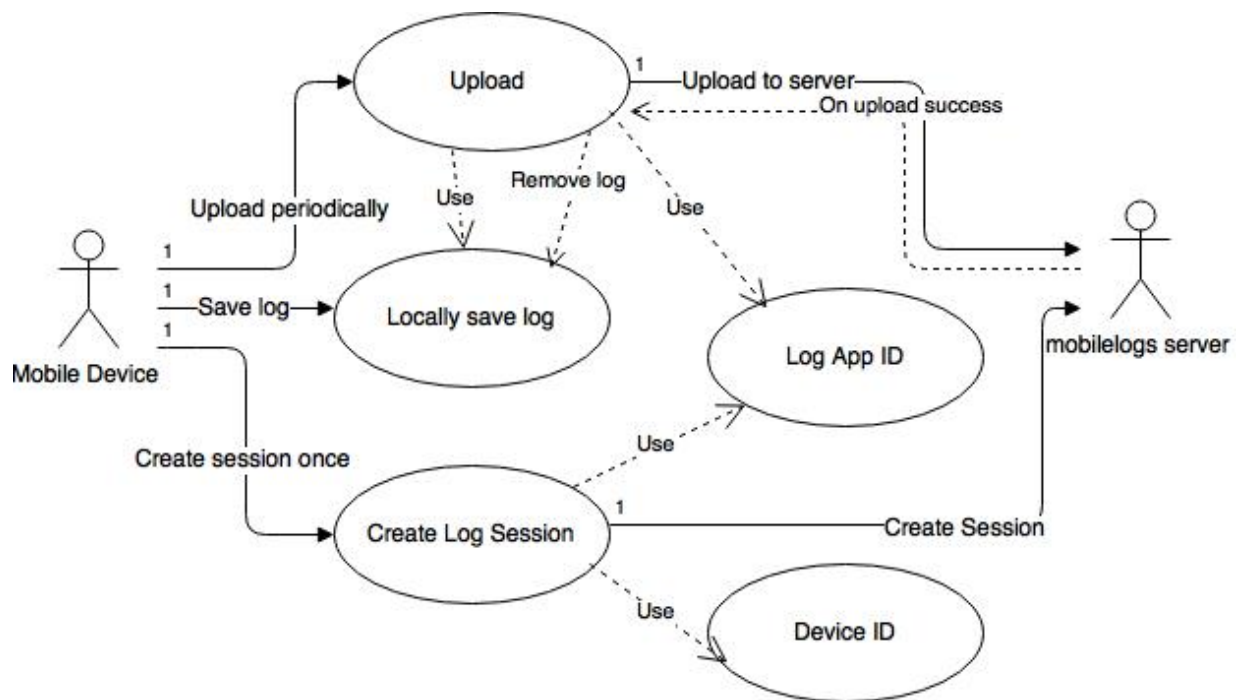 1
Upload
Upload to server
On upload success
Remove log
Use
Use
Upload periodically
1
1
Save log
1
Locally save log
Mobile Device
Log App ID
mobilelogs server
Use
Create session once
1
Create Log Session
Create Session
Use
Device ID